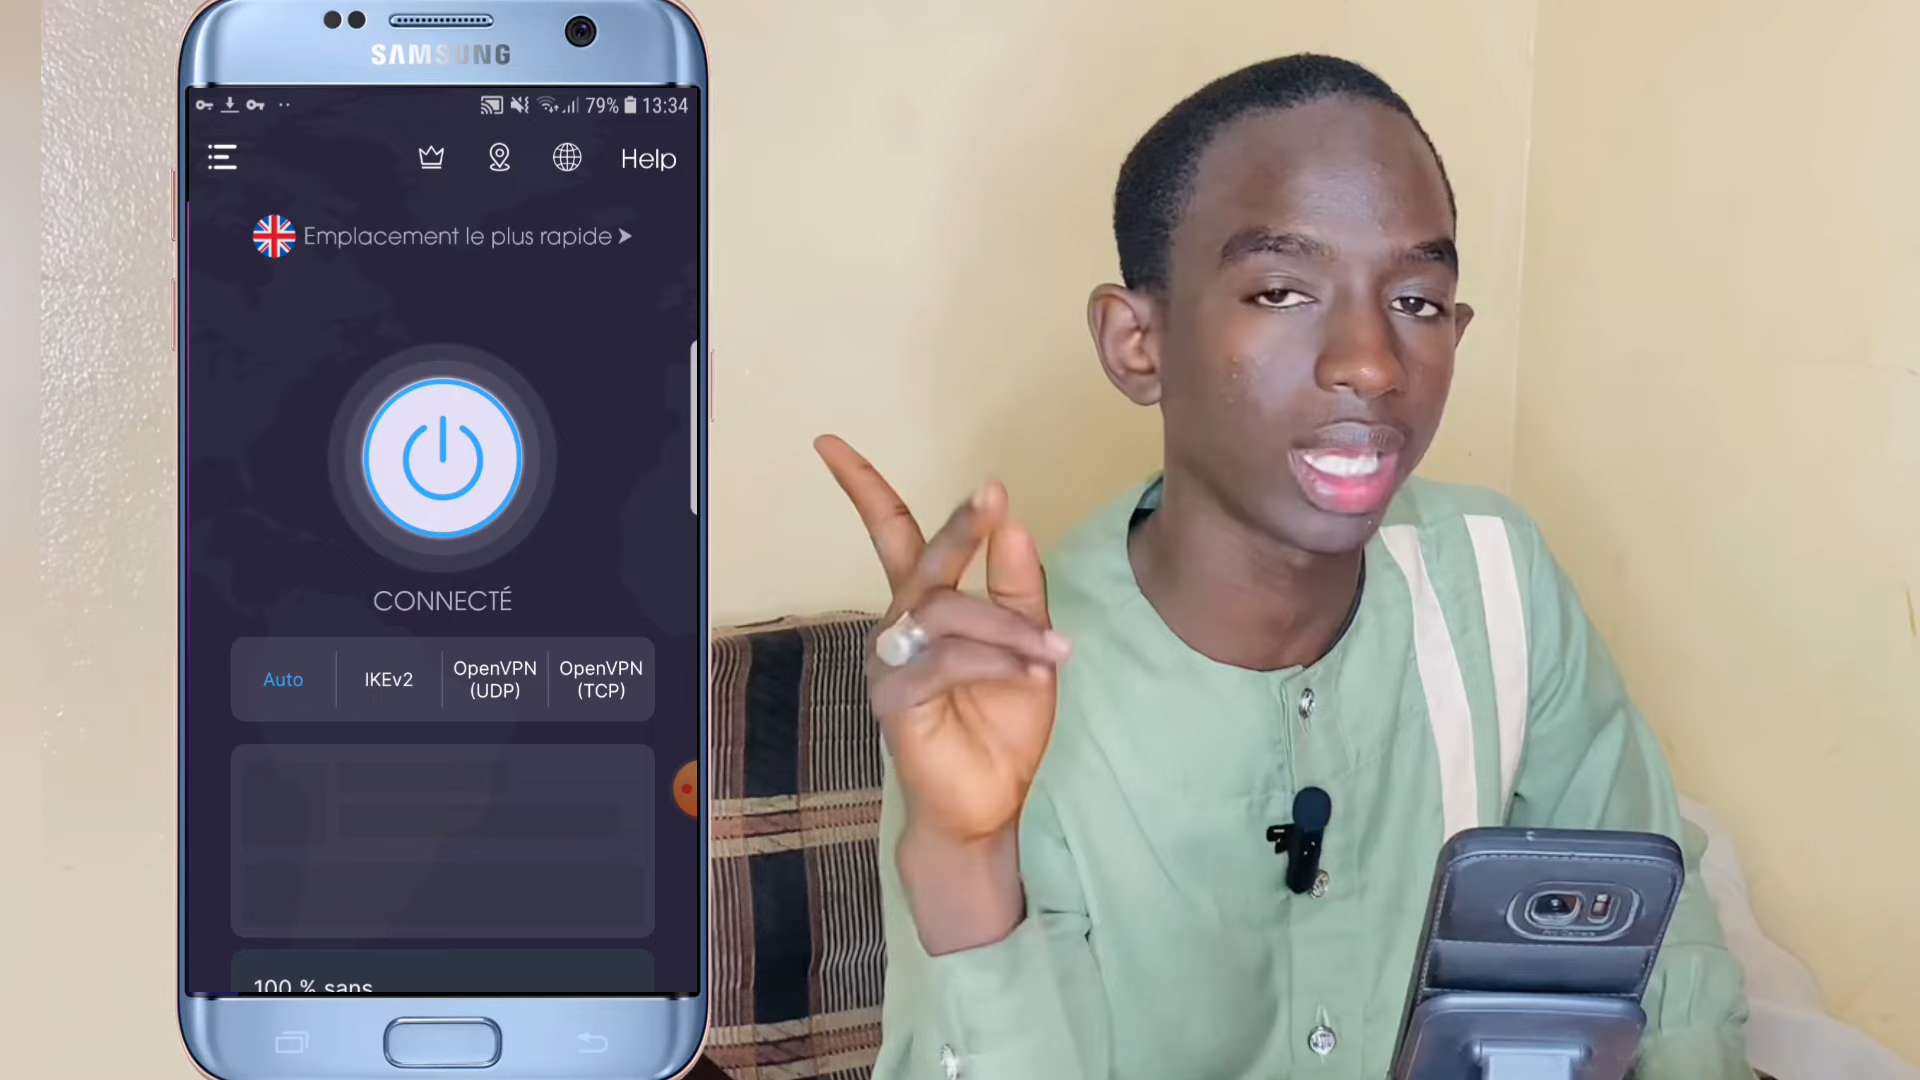 SAMSUNG
79% 13:34
Help
Emplacement le plus rapide
CONNECTÉ
Auto
IKEv2
OpenVPN
(UDP)
OpenVPN
(TCP)
100 % sans